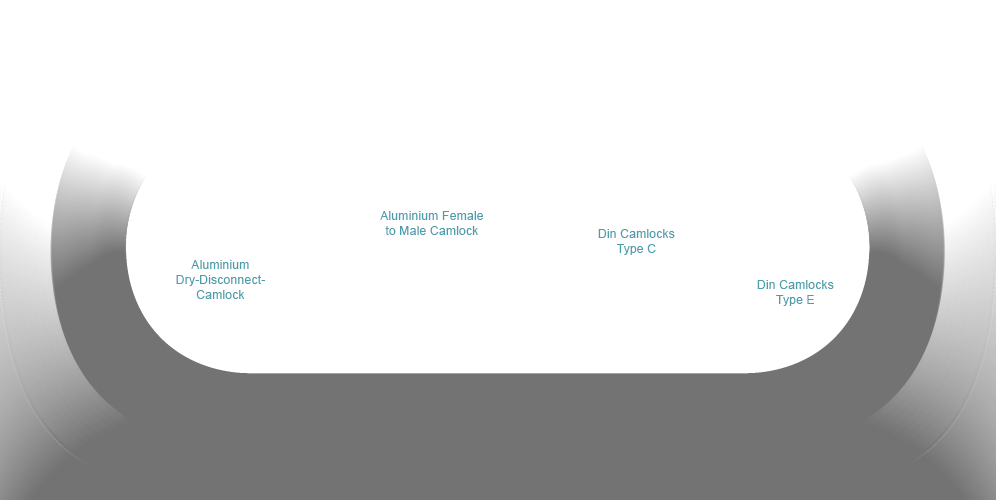 Aluminium Female
to Male Camlock
Din Camlocks
Type C
Aluminium
Dry-Disconnect-
Camlock
Din Camlocks
Type E